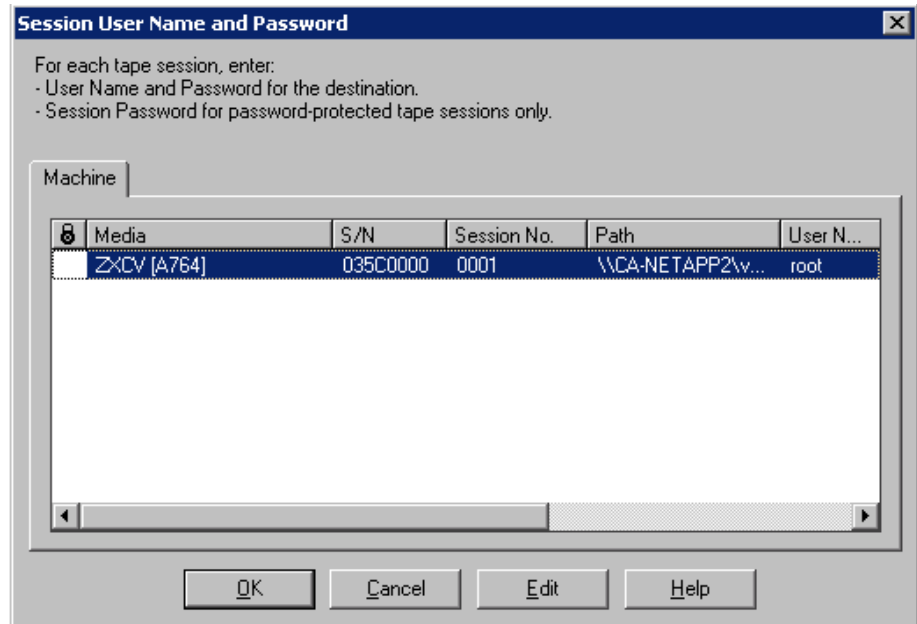 Session User Name and Password
For each tape session, enter:
- User Name and Password for the destination.
- Session Password for password-protected tape sessions only.
Machine
Media S/N Session No. Path User N...
ZXCV [A764] 035C0000 0001 \\CA-NETAPP2\v... root
OK Cancel Edit Help